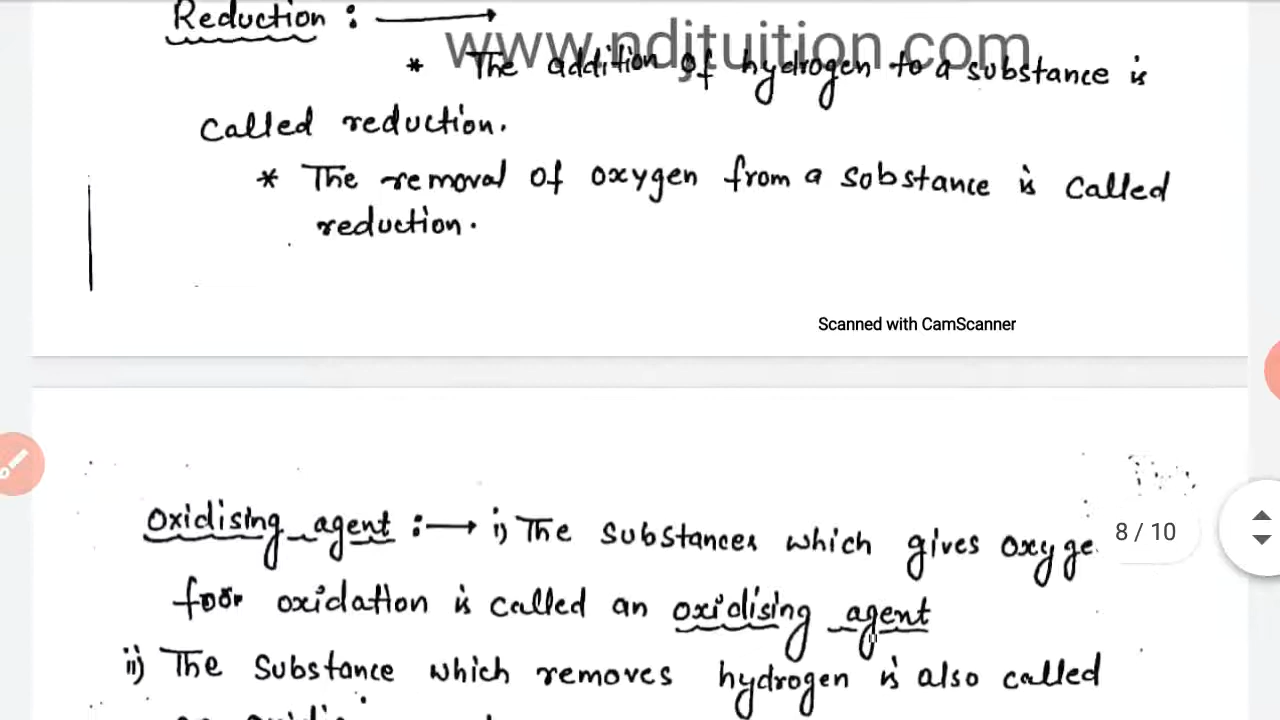 Reduction :
www.ndituition.com
* The addition of hydrogen to a substance is
called reduction.
* The removal of oxygen from a substance is called
reduction.
Scanned with CamScanner
Oxidising agent : i) The substances which gives oxyge
8 / 10
for oxidation is called an oxidising agent
ii) The Substance which removes hydrogen is also called